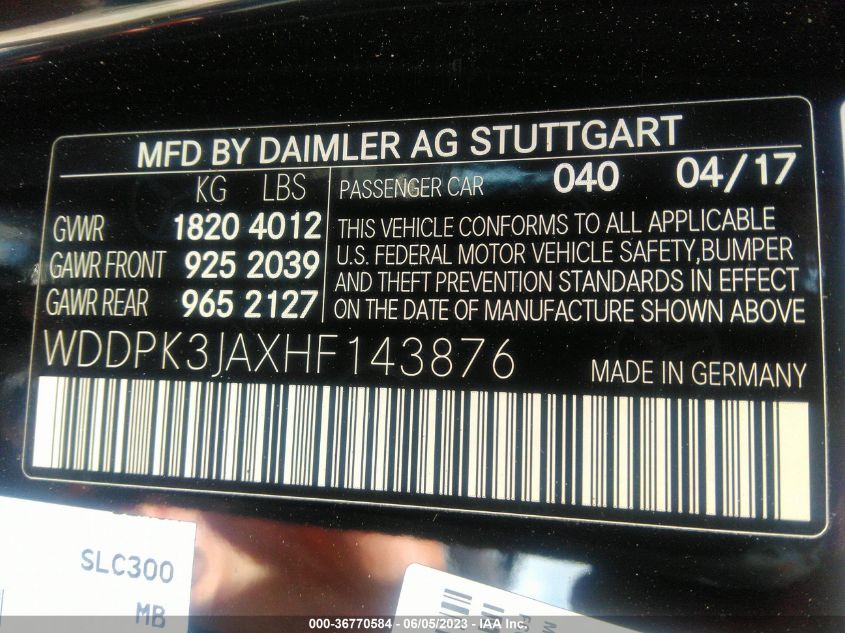 MFD BY DAIMLER AG STUTTGART
KG LBS
GVWR 1820 4012
GAWR FRONT 925 2039
GAWR REAR 965 2127
PASSENGER CAR 040 04/17
THIS VEHICLE CONFORMS TO ALL APPLICABLE
U.S. FEDERAL MOTOR VEHICLE SAFETY,BUMPER
AND THEFT PREVENTION STANDARDS IN EFFECT
ON THE DATE OF MANUFACTURE SHOWN ABOVE
WDDPK3JAXHF143876
MADE IN GERMANY
SLC300
MB
000-36770584 - 06/05/2023 - IAA Inc.